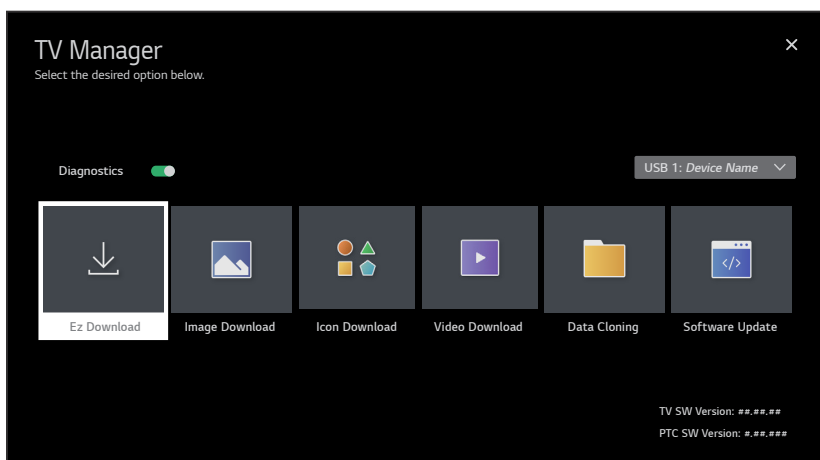 TV Manager
Select the desired option below.
Diagnostics
USB 1: Device Name
Ez Download
Image Download
Icon Download
Video Download
Data Cloning
</>
Software Update
TV SW Version: ##.##.##
PTC SW Version: #.##.###